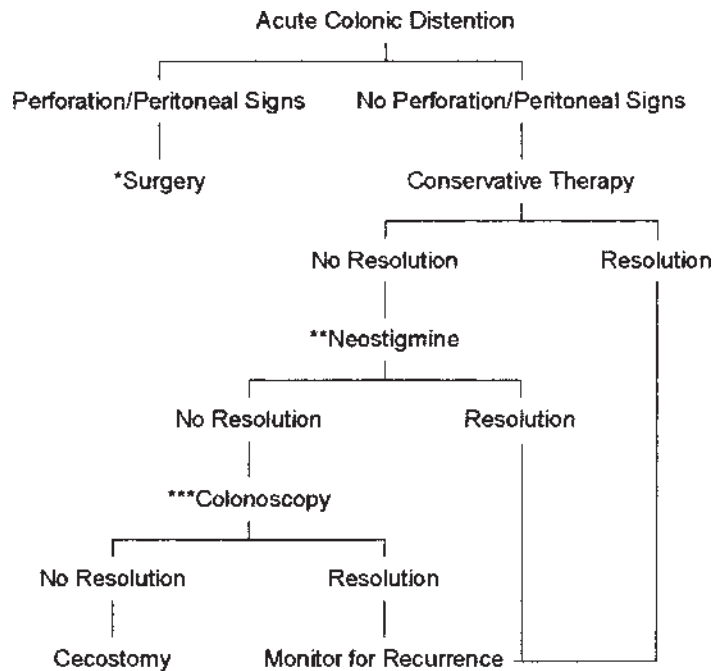 Acute Colonic Distention
Perforation/Peritoneal Signs
No Perforation/Peritoneal Signs
*Surgery
Conservative Therapy
No Resolution
Resolution
**Neostigmine
No Resolution
Resolution
***Colonoscopy
No Resolution
Resolution
Cecostomy
Monitor for Recurrence